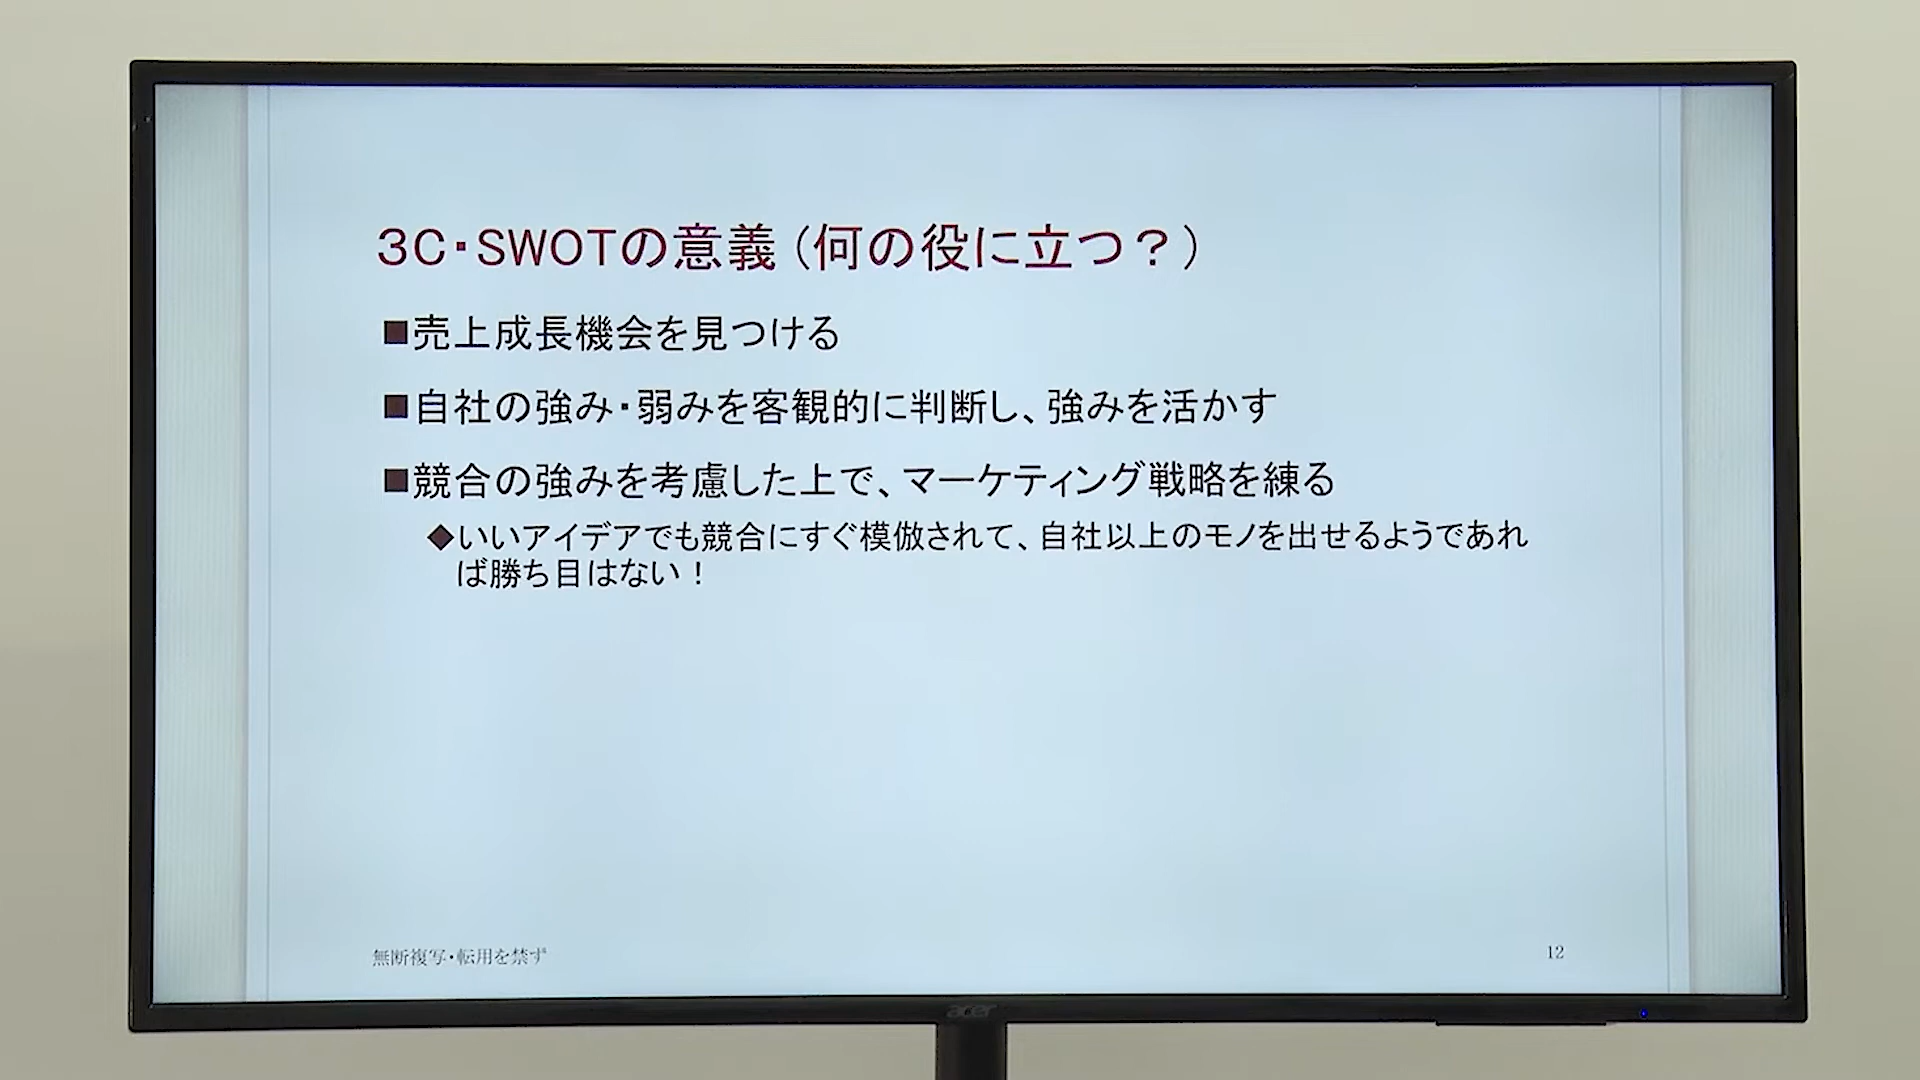 3C・SWOTの意義(何の役に立つ？)
■売上成長機会を見つける
■自社の強み・弱みを客観的に判断し、強みを活かす
■競合の強みを考慮した上で、マーケティング戦略を練る
◆いいアイデアでも競合にすぐ模倣されて、自社以上のモノを出せるようであれ
ば勝ち目はない！
無断複写・転用を禁ず
12
acer